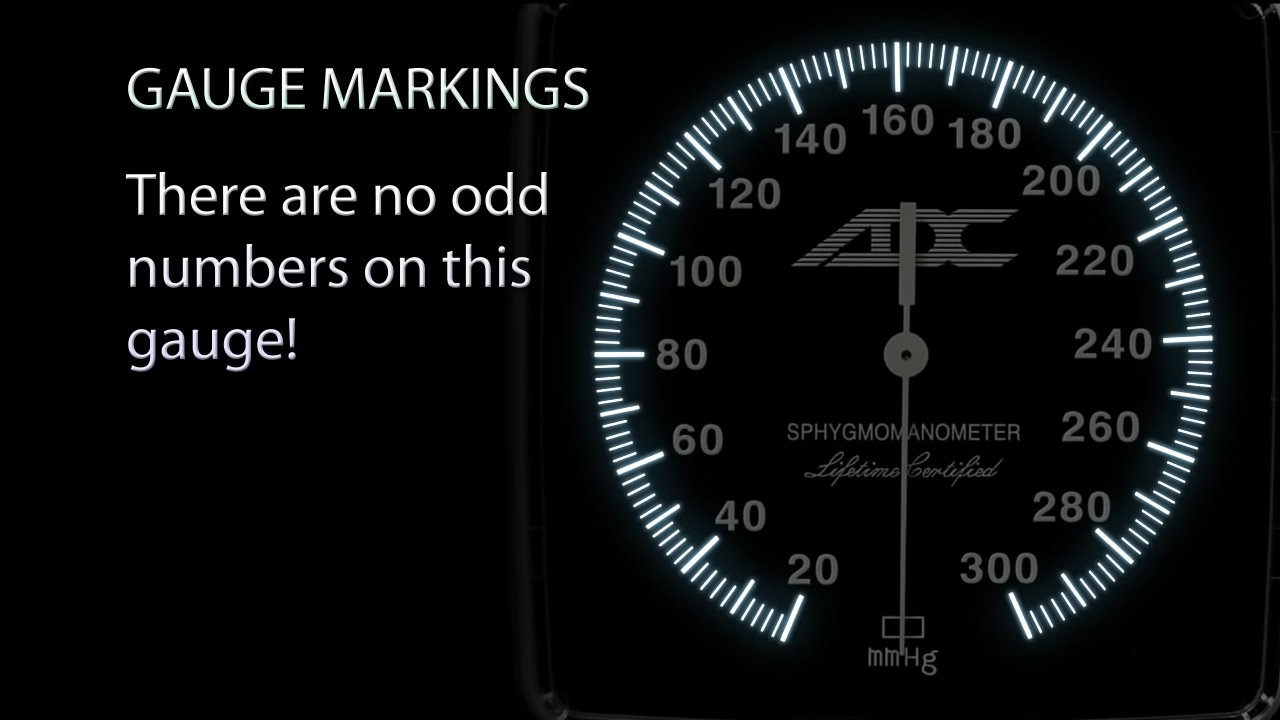 GAUGE MARKINGS
There are no odd
numbers on this
gauge!
160
140
180
120
200
100
220
80
240
60
260
40
280
20
300
ADC
SPHYGMOMANOMETER
Lifetime Certified
mmHg